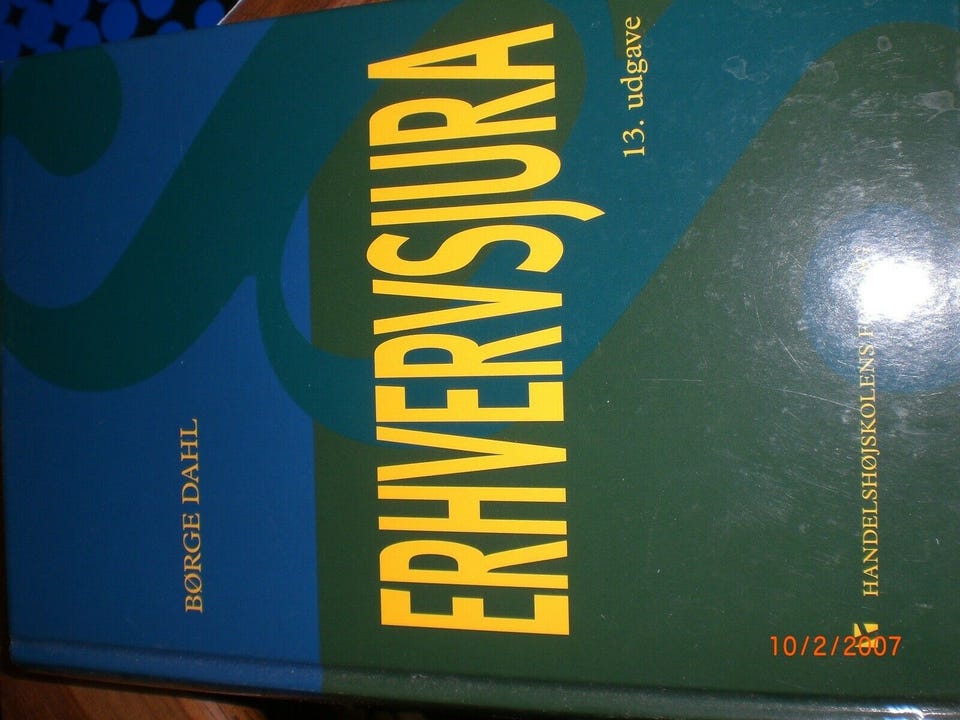 BØRGE DAHL
ERHVERVSJURA
13. udgave
HANDELSHØJSKOLENS
10/2/2007